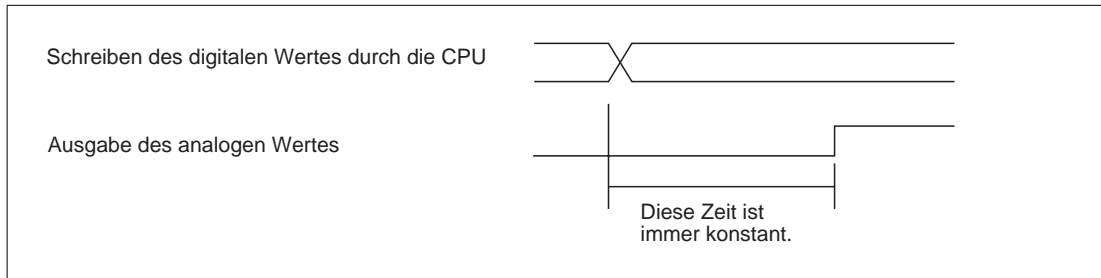 Schreiben des digitalen Wertes durch die CPU
Ausgabe des analogen Wertes
Diese Zeit ist
immer konstant.